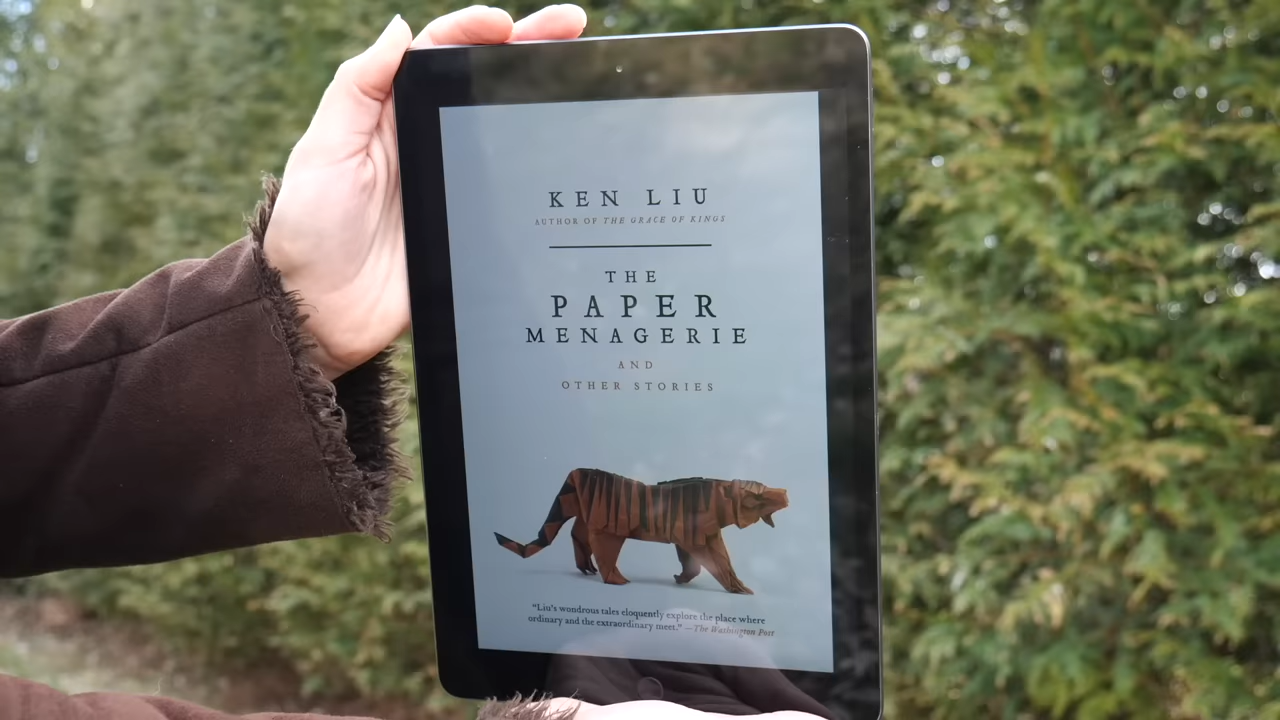 KEN LIU
AUTHOR OF THE GRACE OF KINGS
THE
PAPER
MENAGERIE
AND
OTHER STORIES
“Liu’s wondrous tales eloquently explore the place where
ordinary and the extraordinary meet.” —The Washington Post